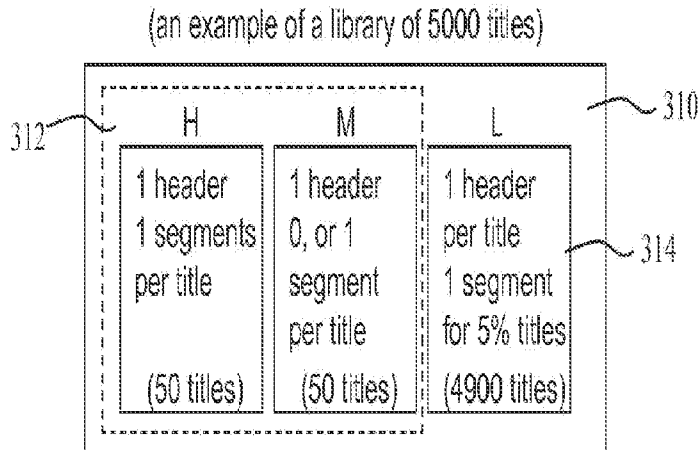 (an example of a library of 5000 titles)
310
312
H
M
L
1 header
1 segments
per title
(50 titles)
1 header
0, or 1
segment
per title
(50 titles)
1 header
per title
1 segment
for 5% titles
(4900 titles)
314